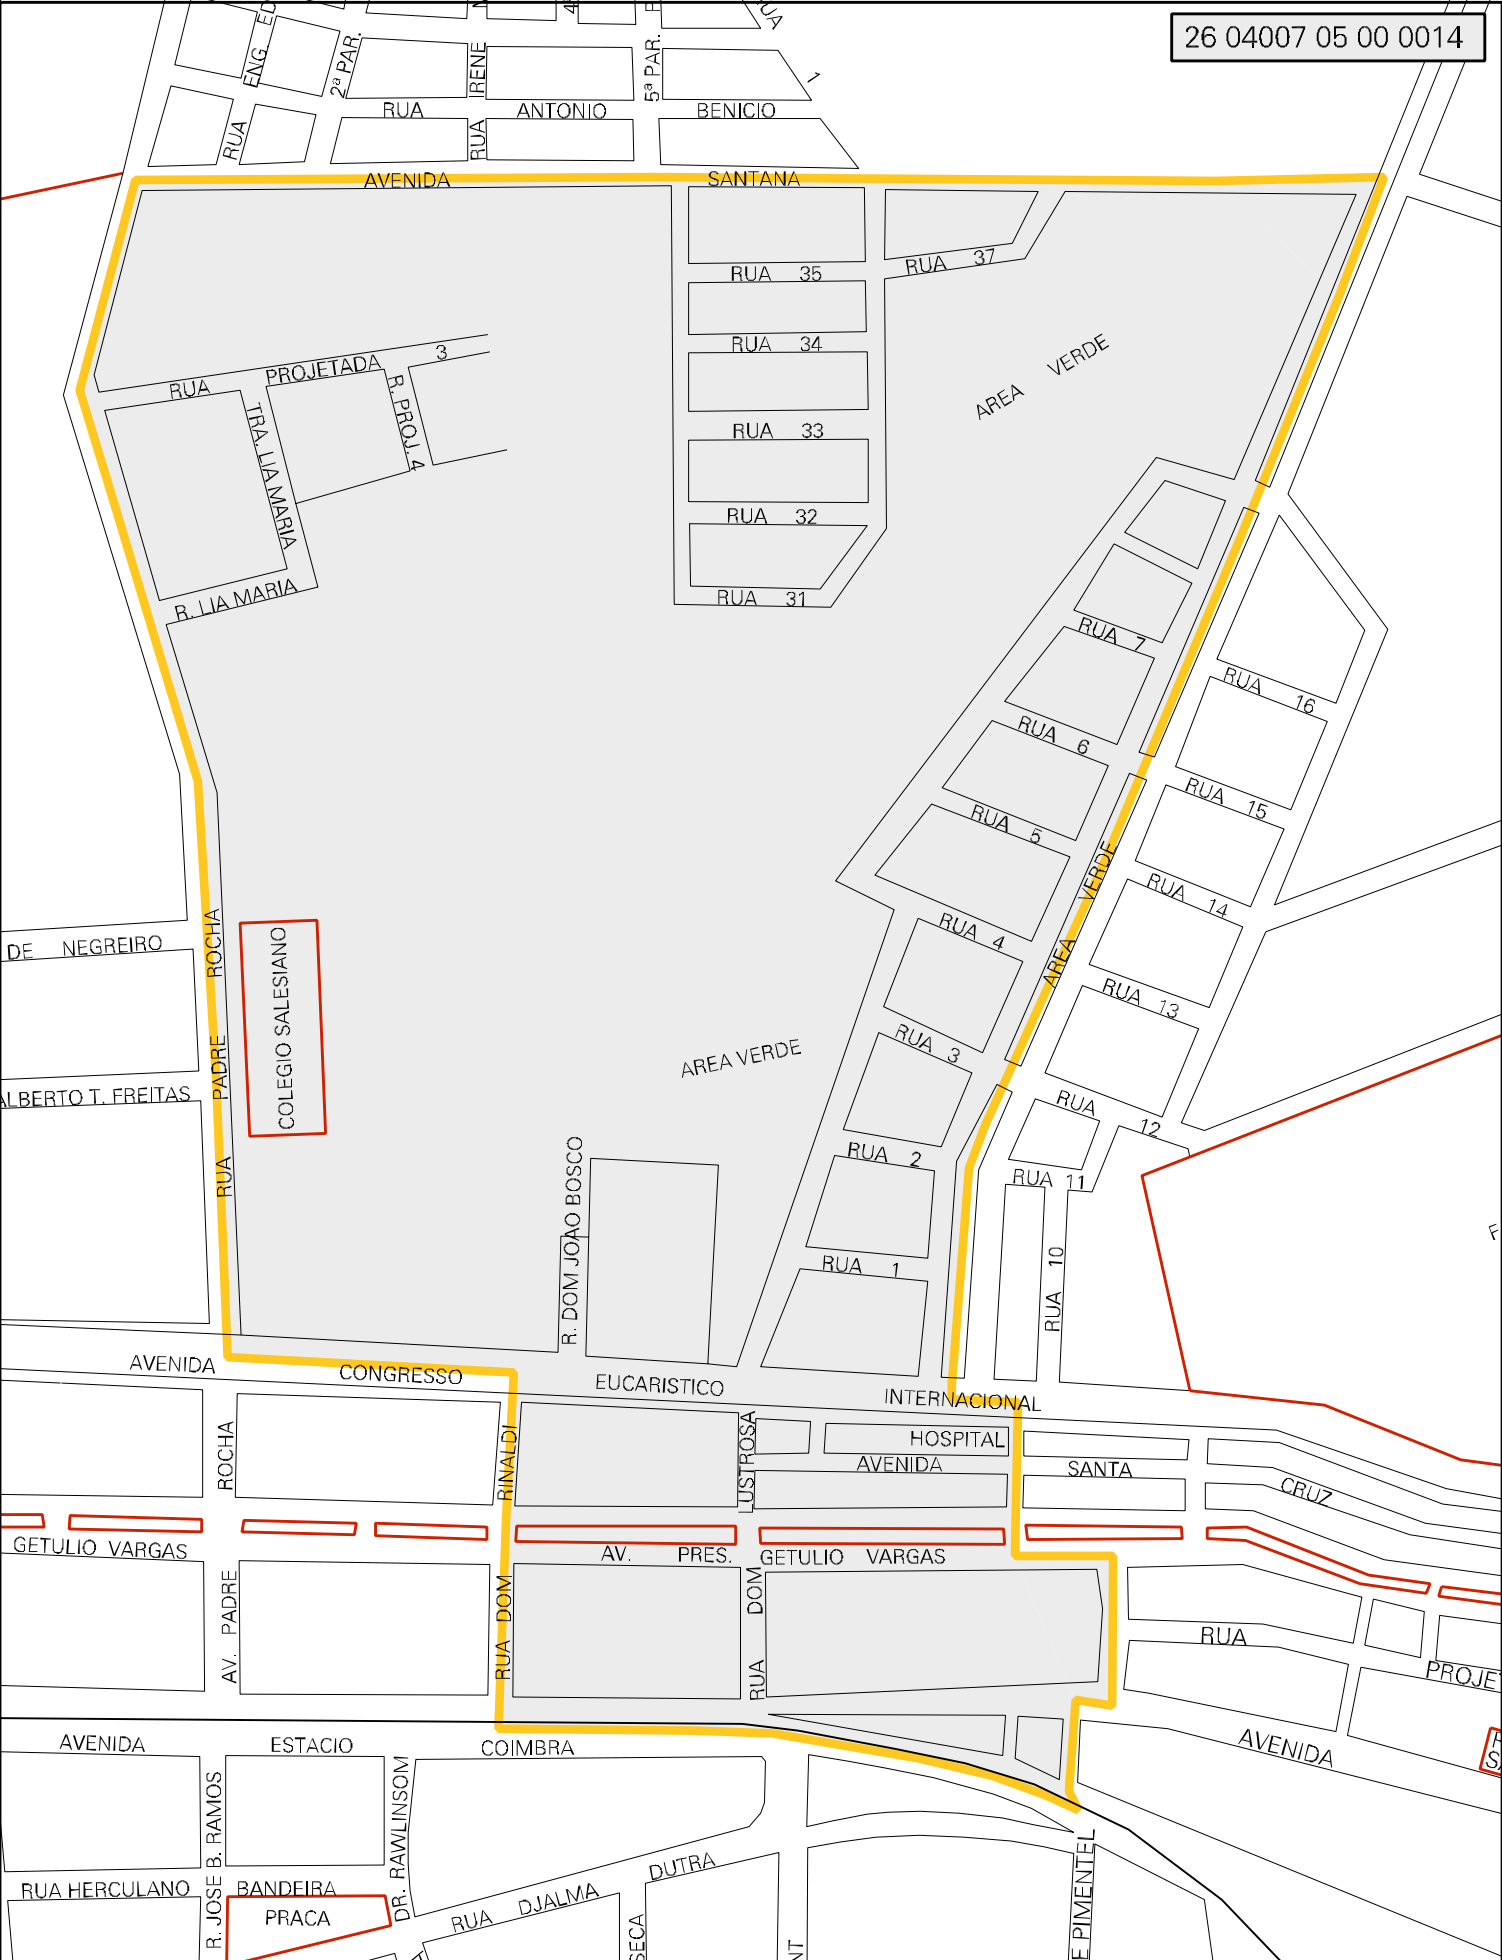 26 04007 05 00 0014
RUA
ENG.
2ª PAR.
RUA IRENE
5ª PAR.
RUA
1
RUA ANTONIO BENICIO
AVENIDA SANTANA
RUA 35
RUA 37
RUA 34
RUA 33
RUA 32
RUA 31
AREA VERDE
RUA PROJETADA 3
R. PROJ. 4
TRA. LIA MARIA
R. LIA MARIA
RUA 7
RUA 6
RUA 5
RUA 4
RUA 3
RUA 2
RUA 1
RUA 16
RUA 15
RUA 14
RUA 13
RUA 12
RUA 11
RUA 10
AREA VERDE
AREA VERDE
DE NEGREIRO
ALBERTO T. FREITAS
RUA PADRE ROCHA
COLEGIO SALESIANO
R. DOM JOAO BOSCO
AVENIDA CONGRESSO EUCARISTICO INTERNACIONAL
HOSPITAL
AVENIDA SANTA CRUZ
AV. PADRE ROCHA
RUA DOM RINALDI
RUA DOM LUSTROSA
GETULIO VARGAS
AV. PRES. GETULIO VARGAS
RUA
AVENIDA
AVENIDA ESTACIO COIMBRA
R. JOSE B. RAMOS
DR. RAWLINSOM
RUA HERCULANO BANDEIRA
PRACA
RUA DJALMA DUTRA
SECA
NT
E PIMENTEL